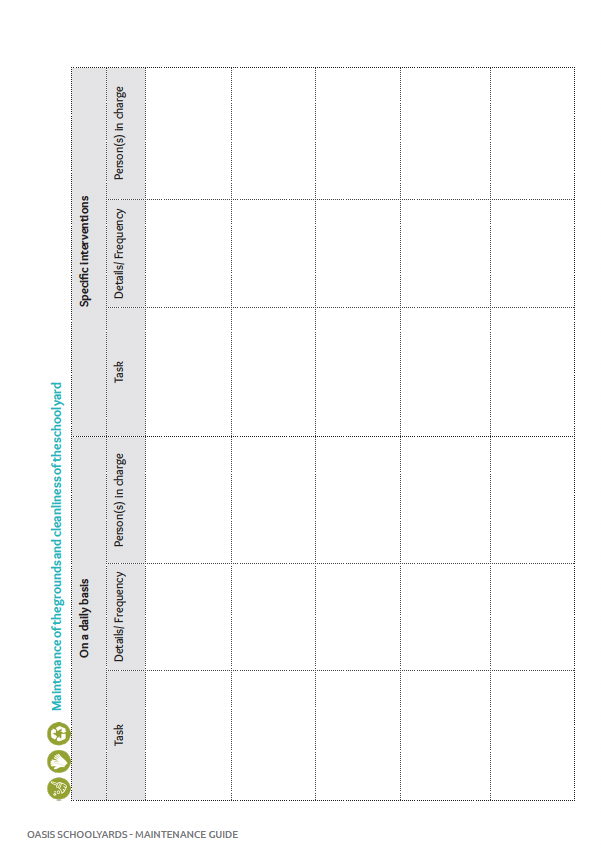 Maintenance of the grounds and cleanliness of the schoolyard
On a daily basis
Specific interventions
Task
Details/ Frequency
Person(s) in charge
Task
Details/ Frequency
Person(s) in charge
OASIS SCHOOLYARDS - MAINTENANCE GUIDE